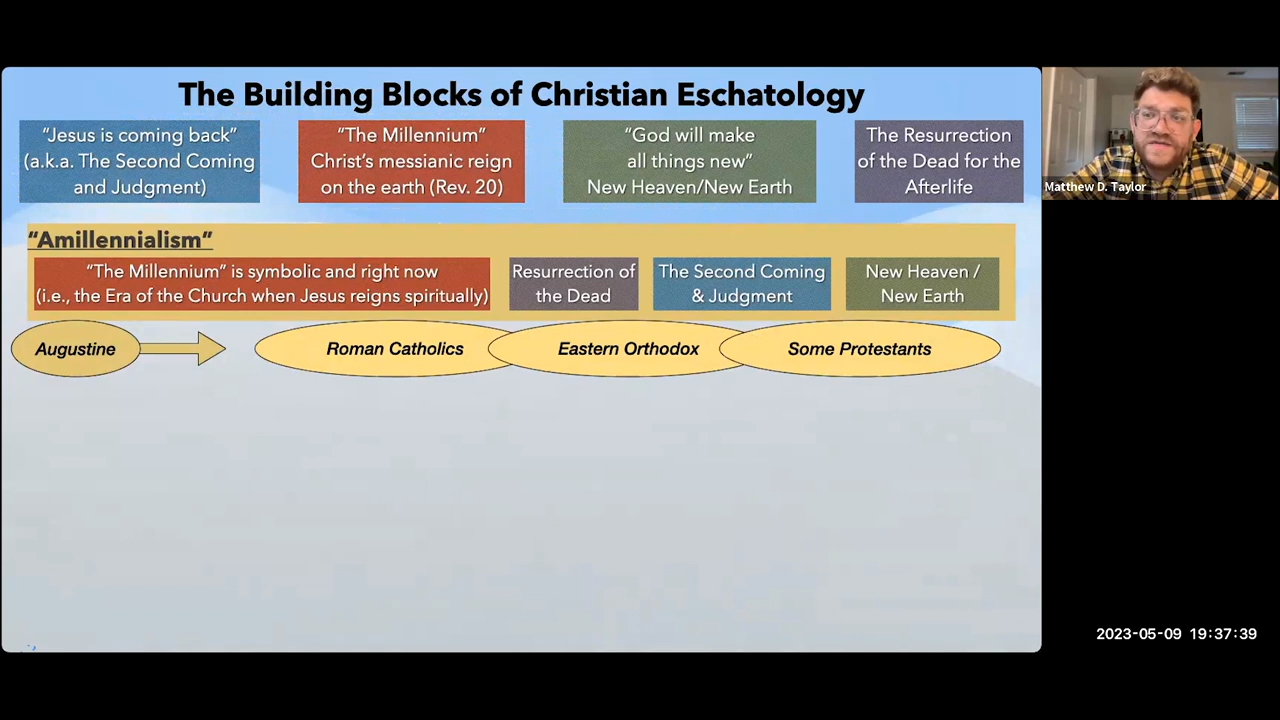 The Building Blocks of Christian Eschatology
“Jesus is coming back”
(a.k.a. The Second Coming
and Judgment)
“The Millennium”
Christ’s messianic reign
on the earth (Rev. 20)
“God will make
all things new”
New Heaven/New Earth
The Resurrection
of the Dead for the
Afterlife
Matthew D. Taylor
“Amillennialism”
“The Millennium” is symbolic and right now
(i.e., the Era of the Church when Jesus reigns spiritually)
Resurrection of
the Dead
The Second Coming
& Judgment
New Heaven /
New Earth
Augustine
Roman Catholics
Eastern Orthodox
Some Protestants
2023-05-09 19:37:39